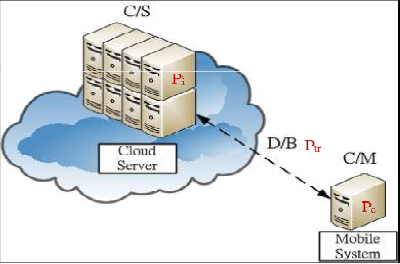 C/S
Pi
Cloud
Server
D/B Ptr
C/M
Pc
Mobile
System